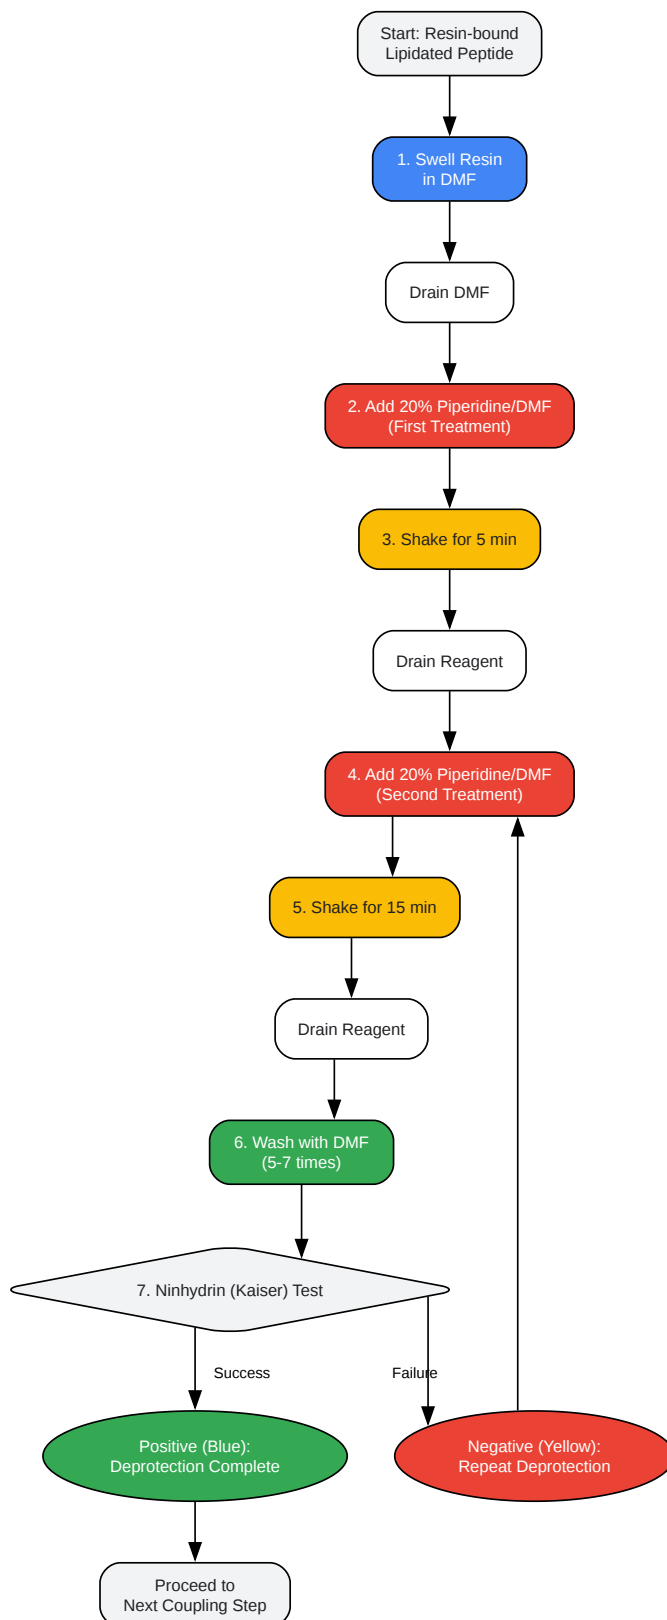 Start: Resin-bound
Lipidated Peptide
1. Swell Resin
in DMF
Drain DMF
2. Add 20% Piperidine/DMF
(First Treatment)
3. Shake for 5 min
Drain Reagent
4. Add 20% Piperidine/DMF
(Second Treatment)
5. Shake for 15 min
Drain Reagent
6. Wash with DMF
(5-7 times)
7. Ninhydrin (Kaiser) Test
Success
Failure
Positive (Blue):
Deprotection Complete
Negative (Yellow):
Repeat Deprotection
Proceed to
Next Coupling Step